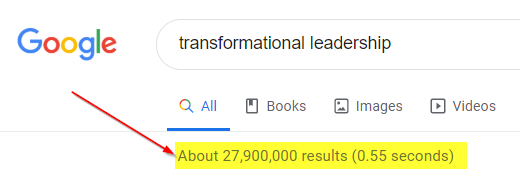 Google
transformational leadership
All Books Images Videos
About 27,900,000 results (0.55 seconds)